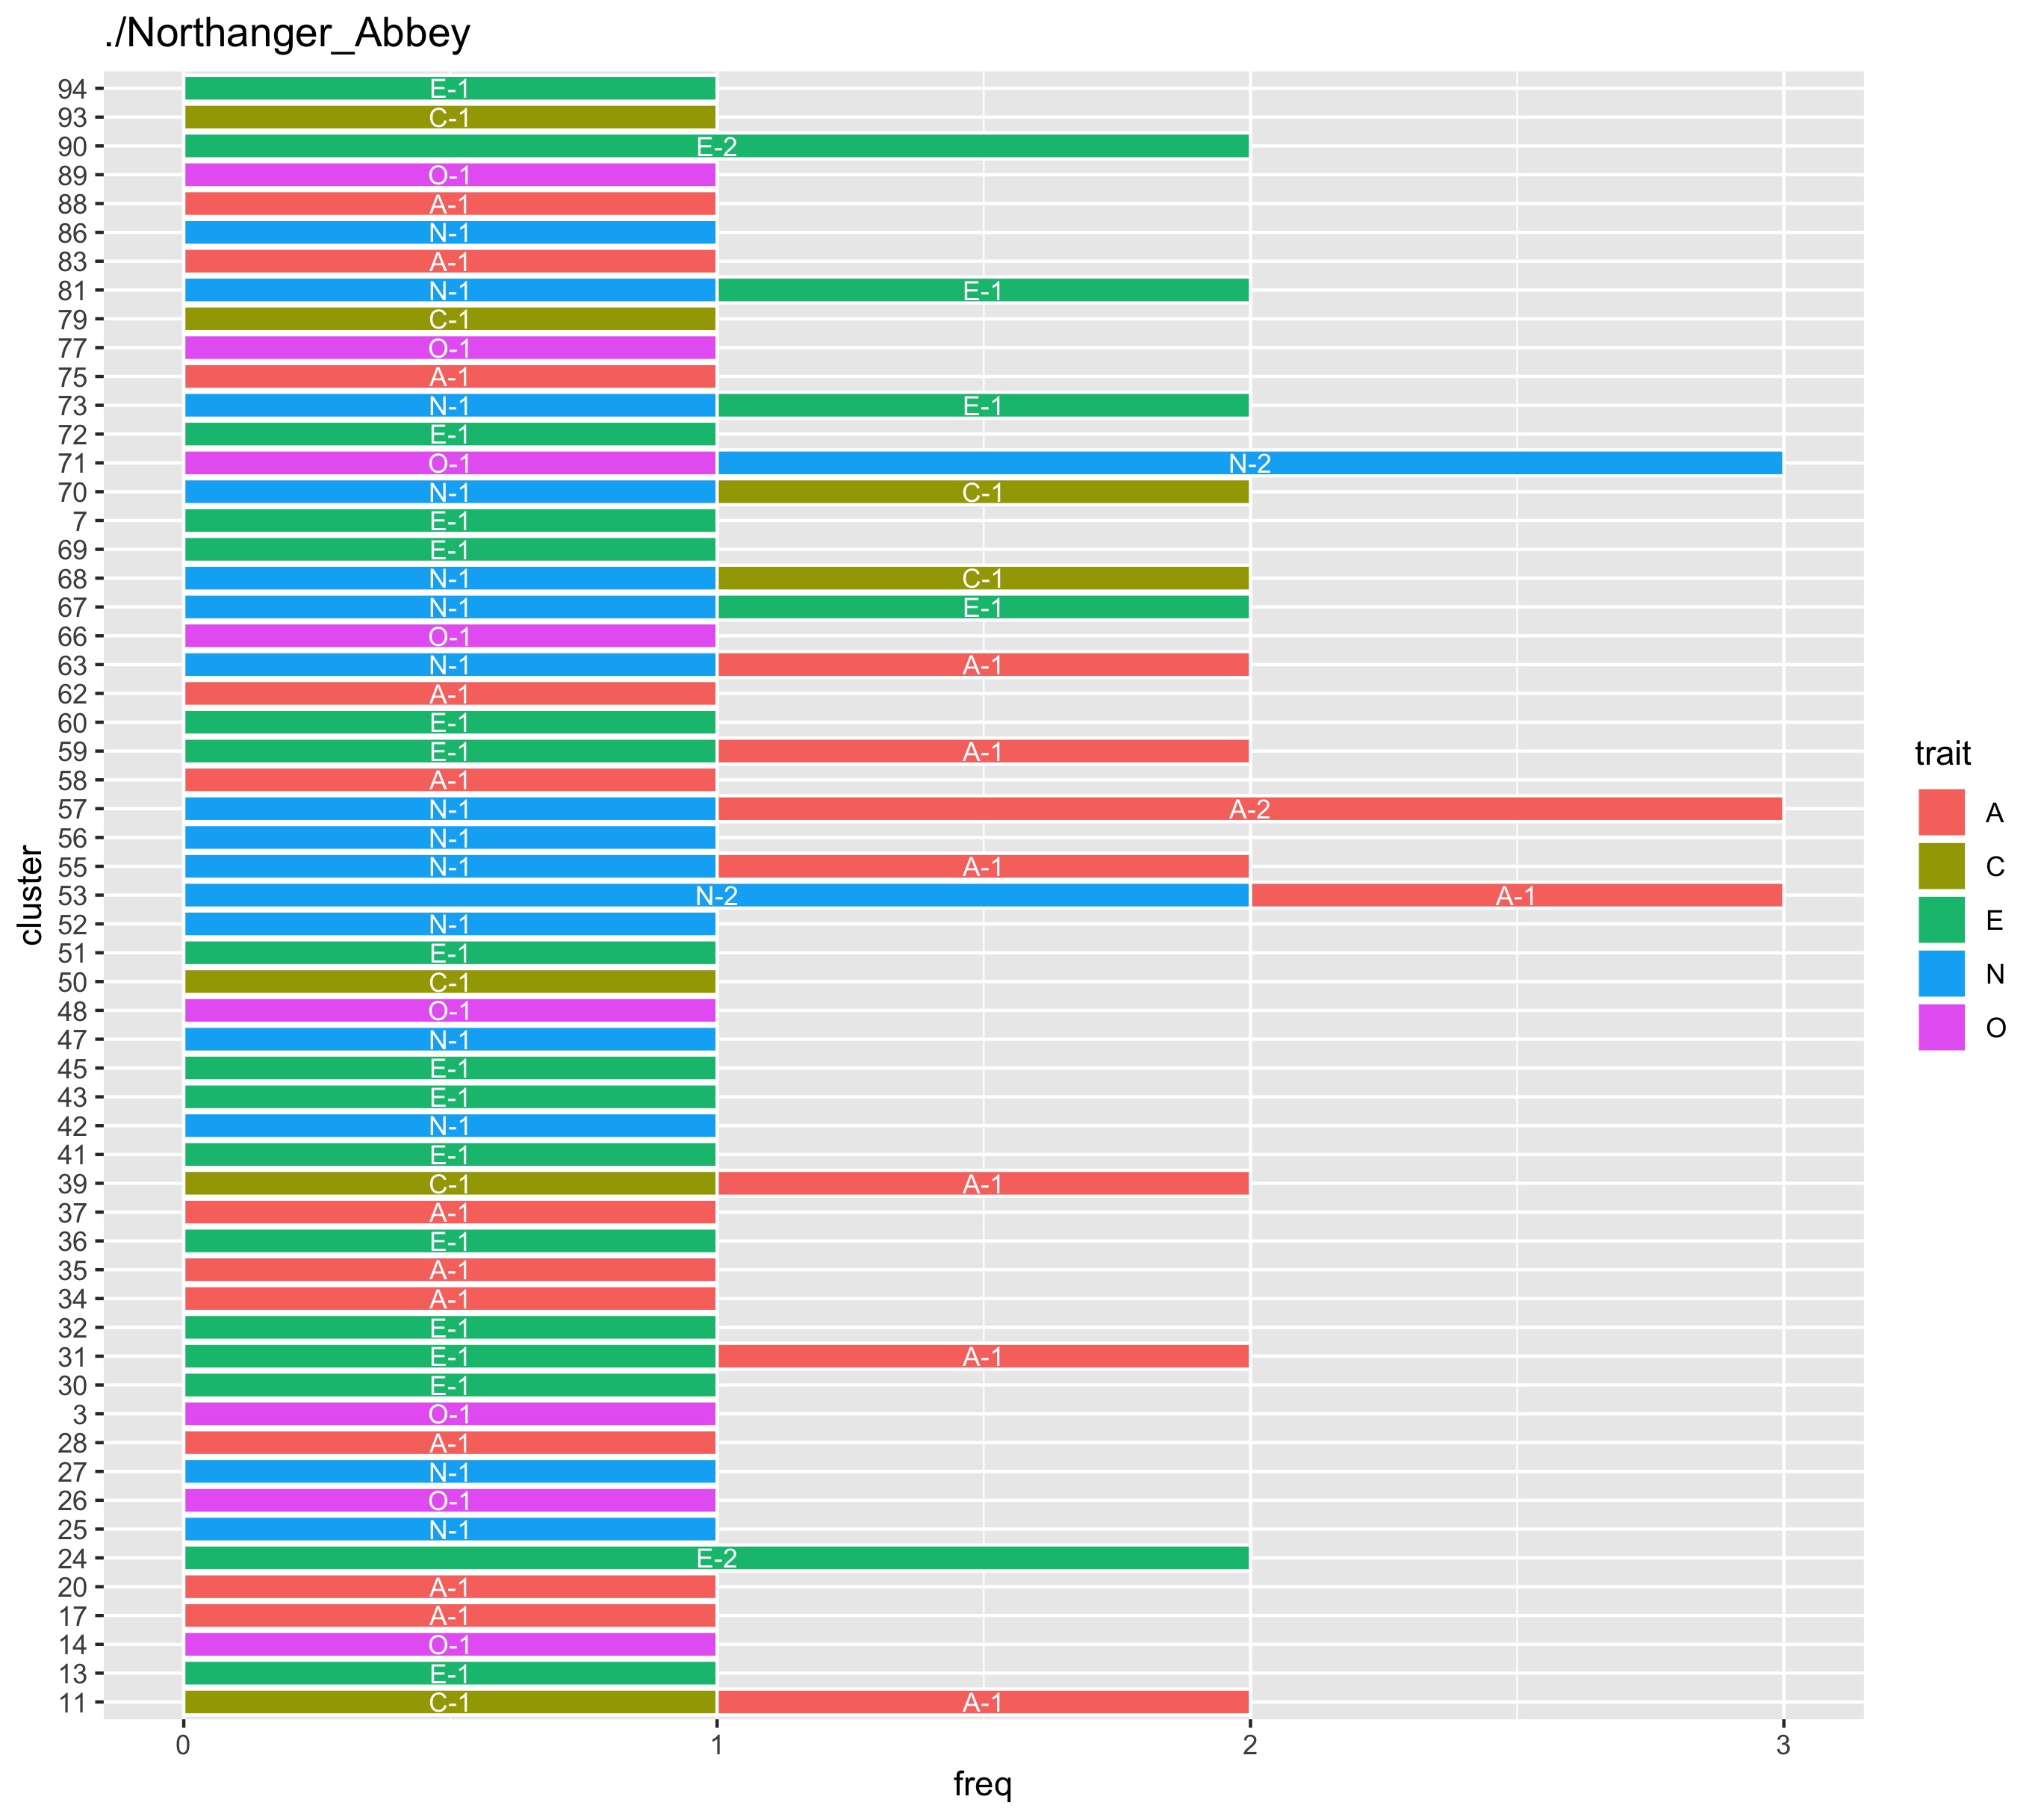 ./Northanger_Abbey
94 E-1
93 C-1
90 E-2
89 O-1
88 A-1
86 N-1
83 A-1
81 N-1 E-1
79 C-1
77 O-1
75 A-1
73 N-1 E-1
72 E-1
71 O-1 N-2
70 N-1 C-1
7 E-1
69 E-1
68 N-1 C-1
67 N-1 E-1
66 O-1
63 N-1 A-1
62 A-1
60 E-1
59 E-1 A-1
58 A-1
57 N-1 A-2
56 N-1
55 N-1 A-1
53 N-2 A-1
52 N-1
51 E-1
50 C-1
48 O-1
47 N-1
45 E-1
43 E-1
42 N-1
41 E-1
39 C-1 A-1
37 A-1
36 E-1
35 A-1
34 A-1
32 E-1
31 E-1 A-1
30 E-1
3 O-1
28 A-1
27 N-1
26 O-1
25 N-1
24 E-2
20 A-1
17 A-1
14 O-1
13 E-1
11 C-1 A-1
0 1 2 3
freq
cluster
trait
A
C
E
N
O